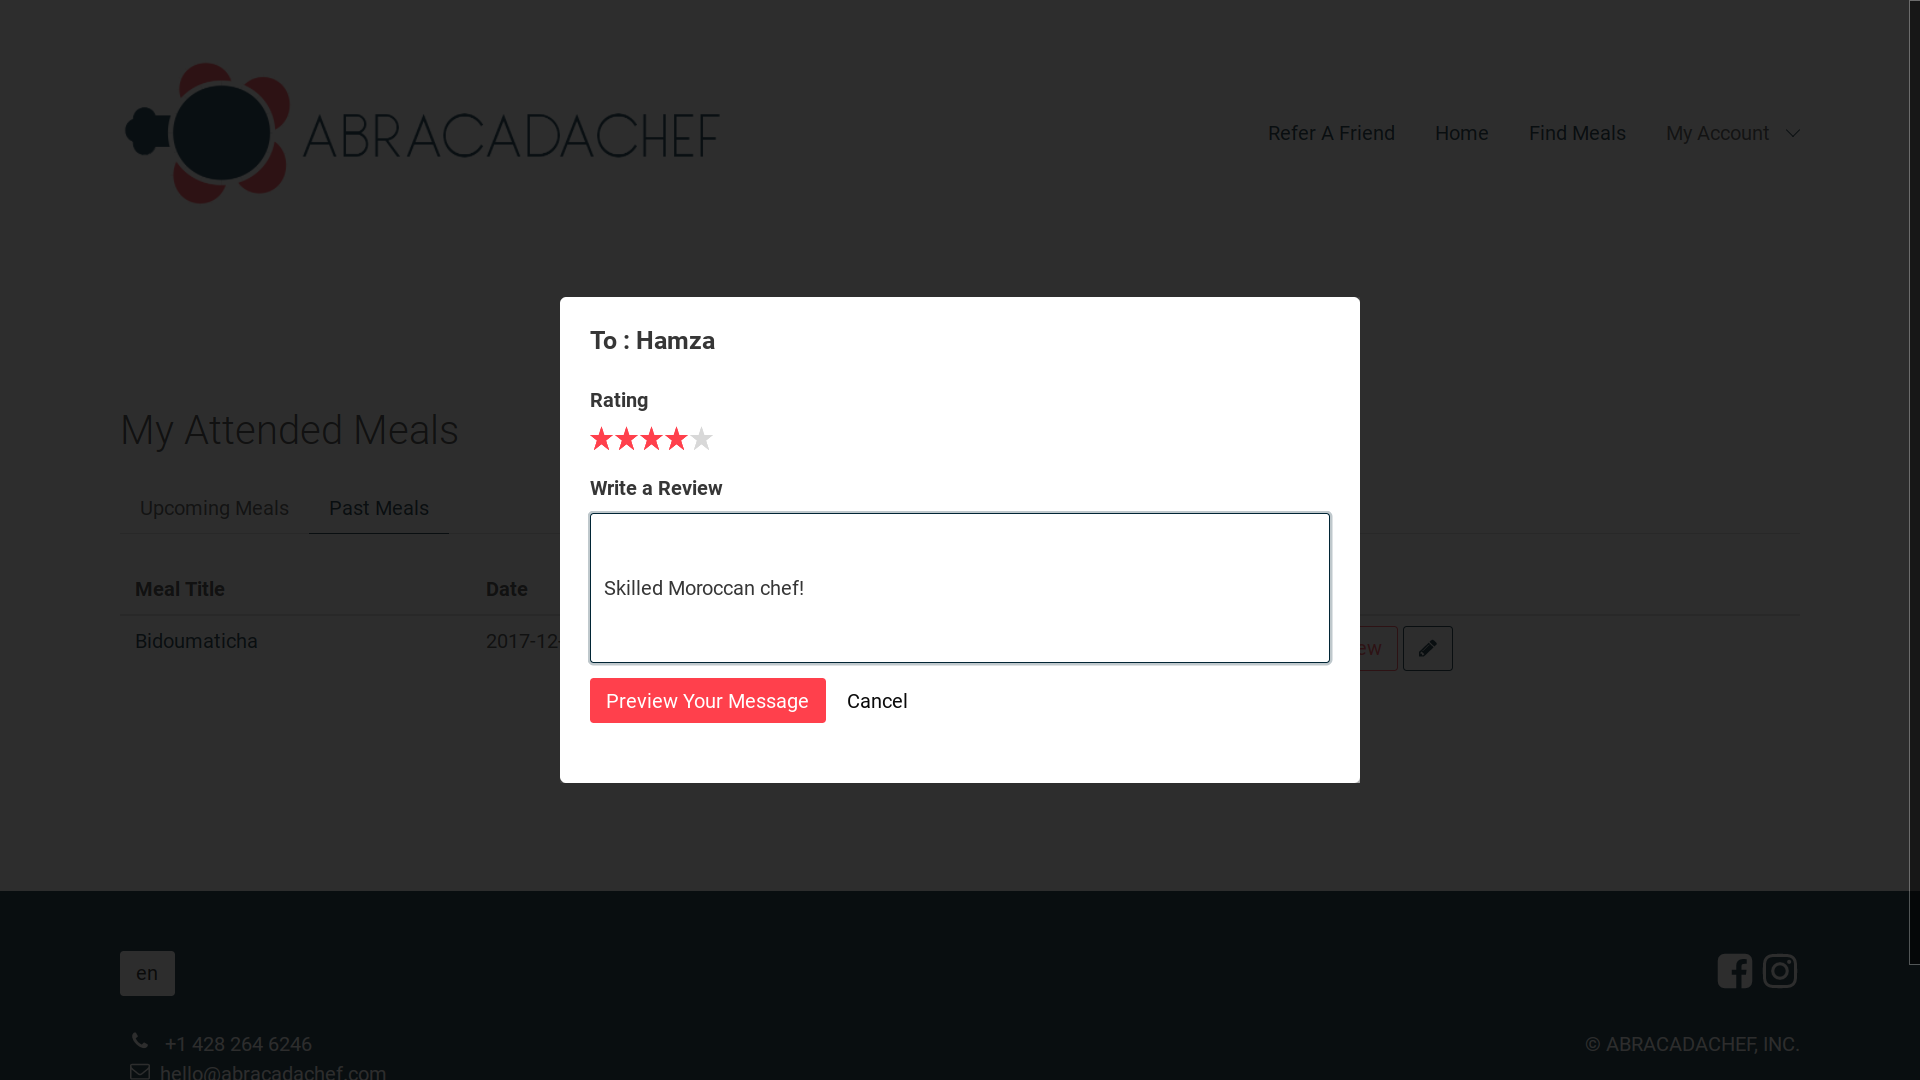 ABRACADACHEF
Refer A Friend
Home
Find Meals
My Account
To : Hamza
Rating
Write a Review
Skilled Moroccan chef!
Preview Your Message
Cancel
My Attended Meals
Upcoming Meals
Past Meals
Meal Title
Date
Bidoumaticha
2017-12-
ew
en
+1 428 264 6246
© ABRACADACHEF, INC.
hello@abracadachef.com